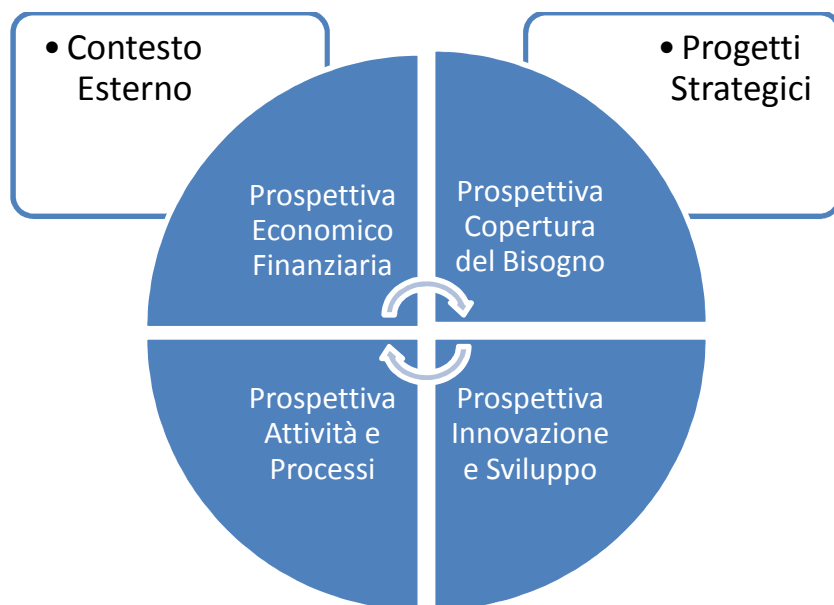 • Contesto
Esterno
• Progetti
Strategici
Prospettiva
Economico
Finanziaria
Prospettiva
Copertura
del Bisogno
Prospettiva
Attività e
Processi
Prospettiva
Innovazione
e Sviluppo